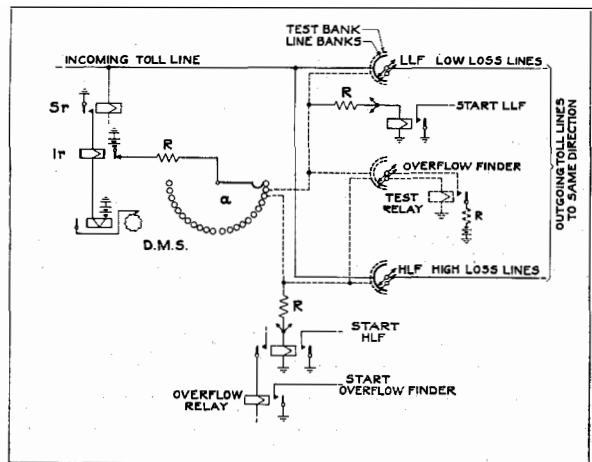 TEST BANK
LINE BANKS
INCOMING TOLL LINE
LLF LOW LOSS LINES
Sr
R
START LLF
Ir
R
OVERFLOW FINDER
a
TEST
RELAY
R
D.M.S.
HLF HIGH LOSS LINES
OUTGOING TOLL LINES
TO SAME DIRECTION
R
START
HLF
OVERFLOW
RELAY
START
OVERFLOW FINDER